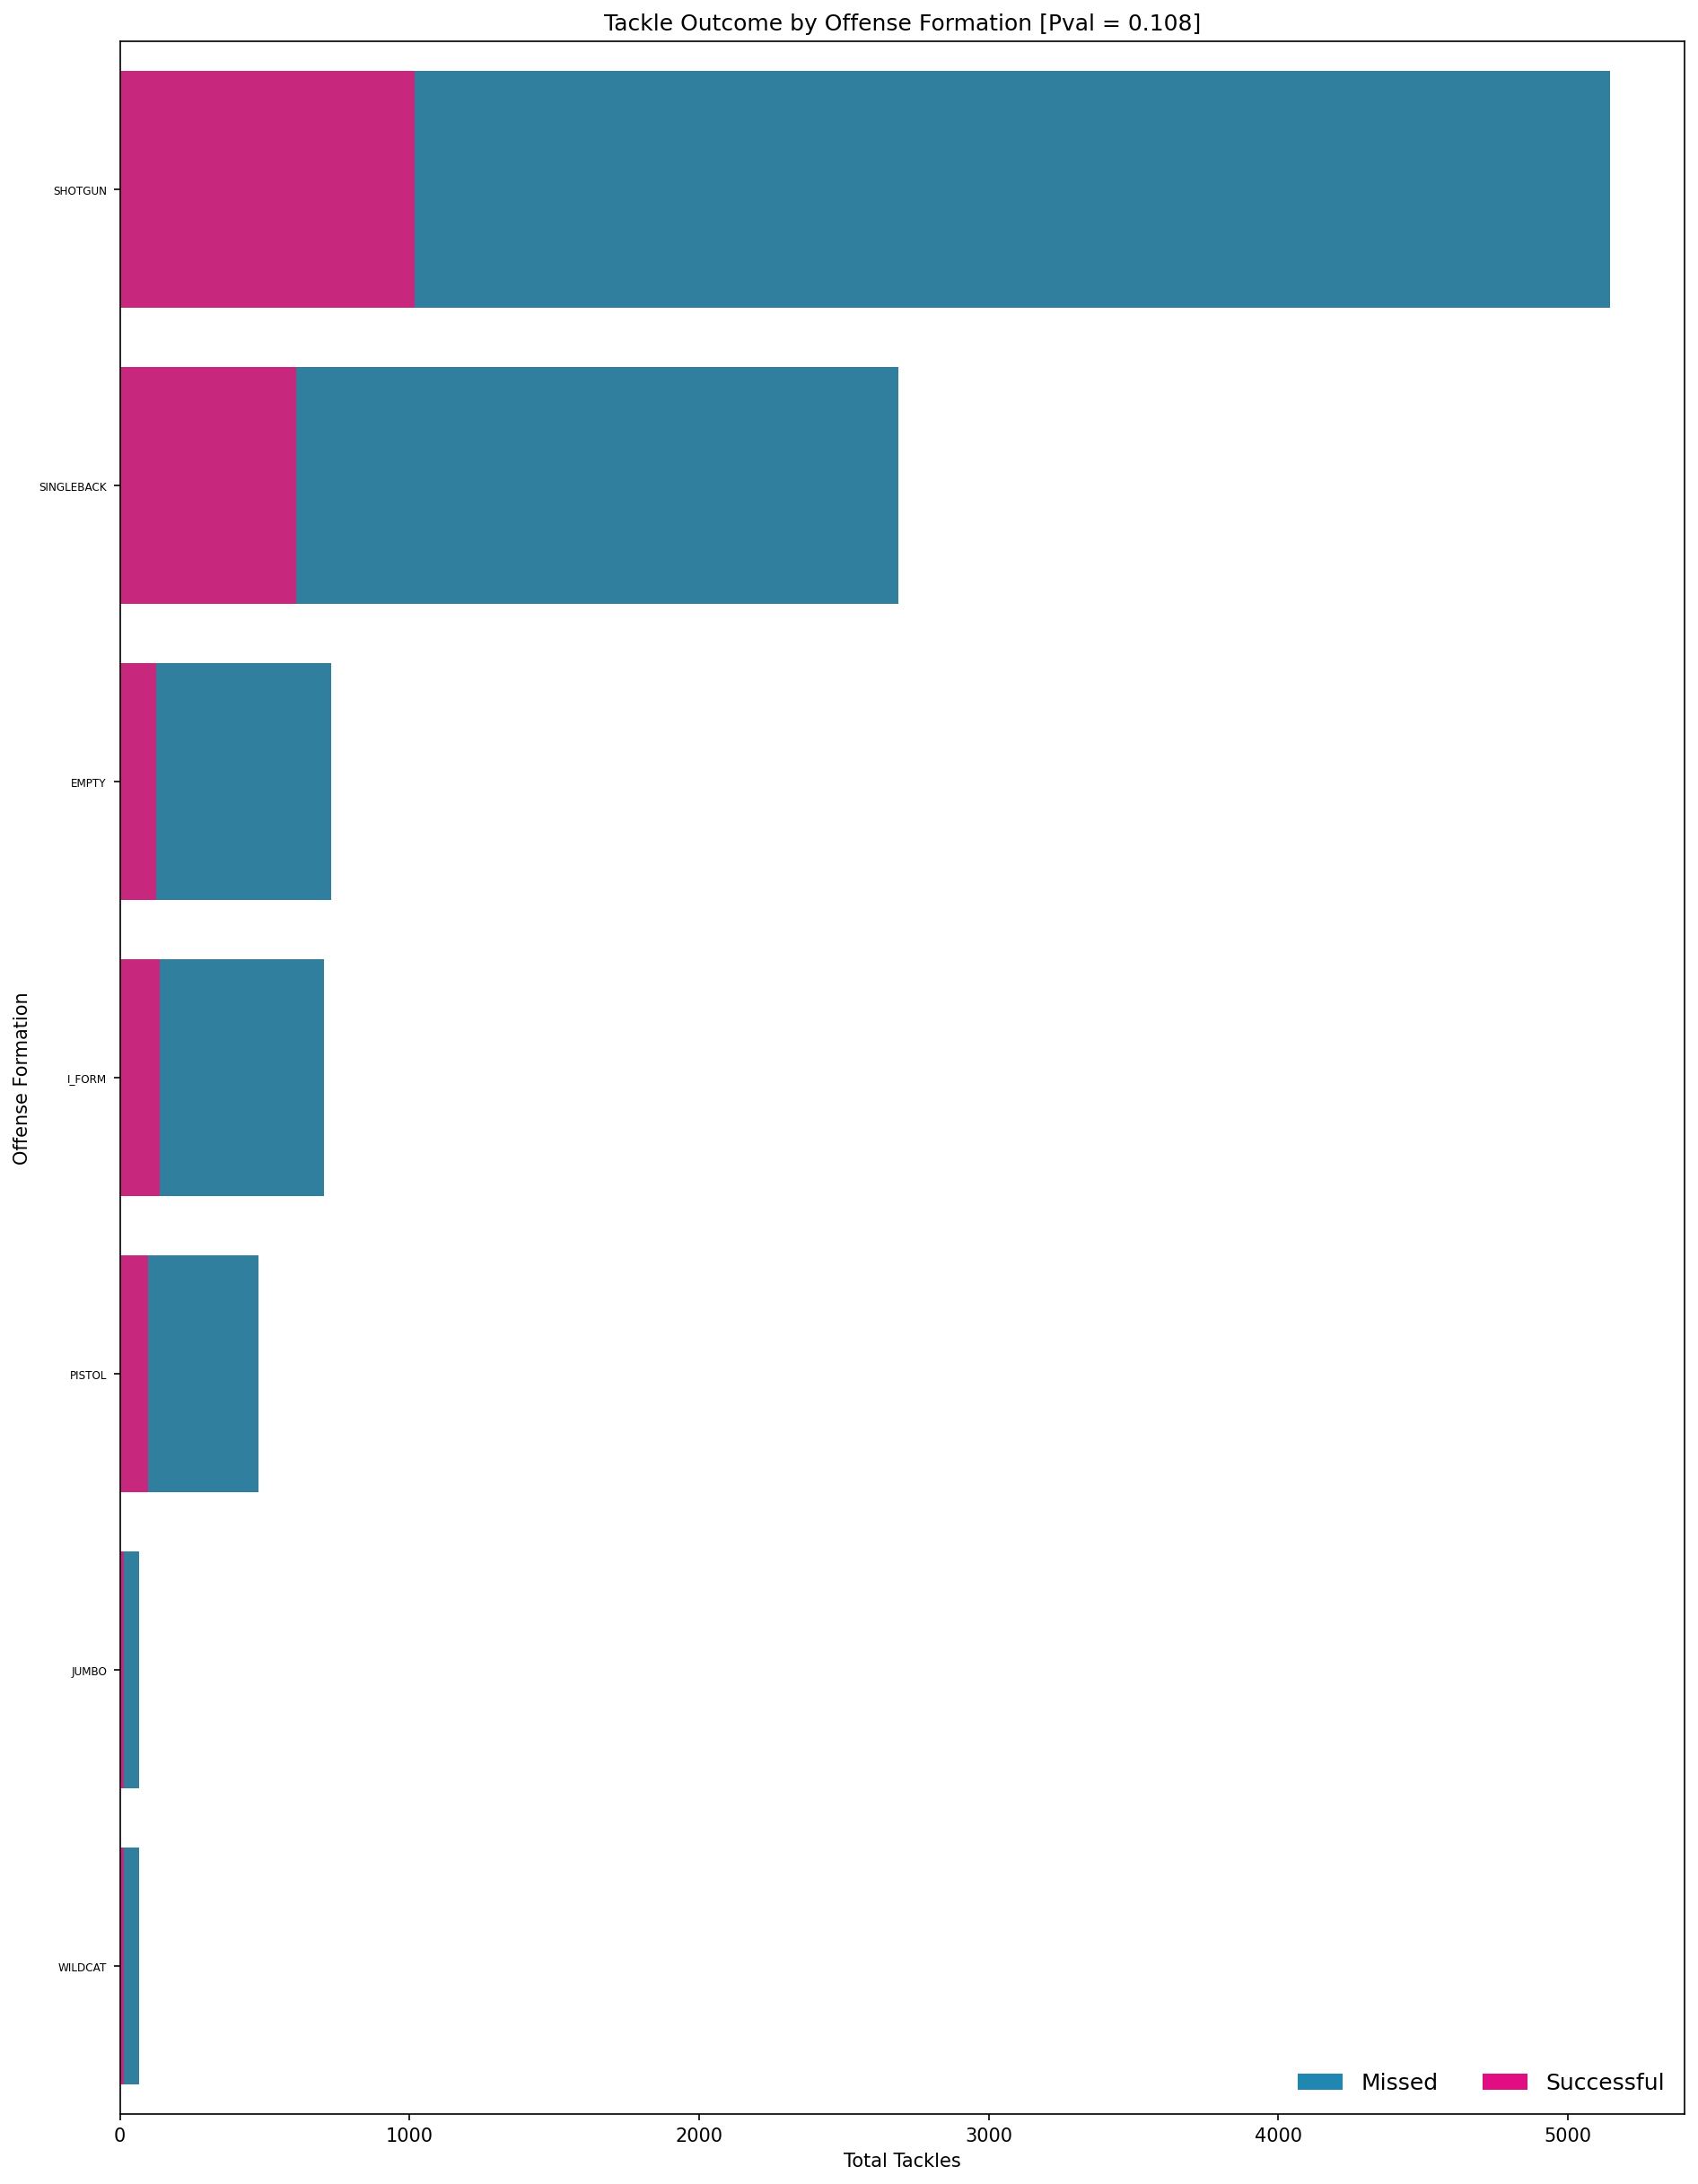 Tackle Outcome by Offense Formation [Pval = 0.108]
SHOTGUN
SINGLEBACK
EMPTY
I_FORM
PISTOL
JUMBO
WILDCAT
Offense Formation
Missed Successful
0 1000 2000 3000 4000 5000
Total Tackles